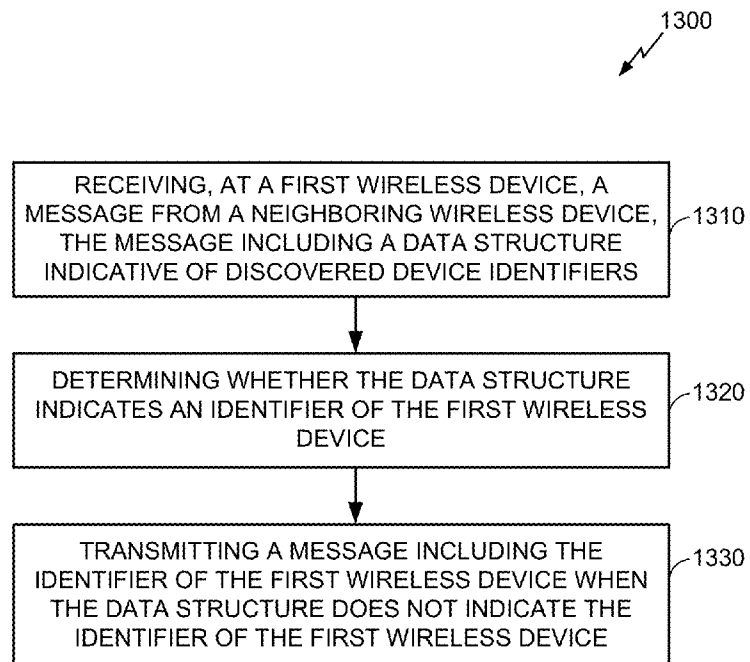 1300
RECEIVING, AT A FIRST WIRELESS DEVICE, A
MESSAGE FROM A NEIGHBORING WIRELESS DEVICE,
THE MESSAGE INCLUDING A DATA STRUCTURE
INDICATIVE OF DISCOVERED DEVICE IDENTIFIERS
1310
DETERMINING WHETHER THE DATA STRUCTURE
INDICATES AN IDENTIFIER OF THE FIRST WIRELESS
DEVICE
1320
TRANSMITTING A MESSAGE INCLUDING THE
IDENTIFIER OF THE FIRST WIRELESS DEVICE WHEN
THE DATA STRUCTURE DOES NOT INDICATE THE
IDENTIFIER OF THE FIRST WIRELESS DEVICE
1330